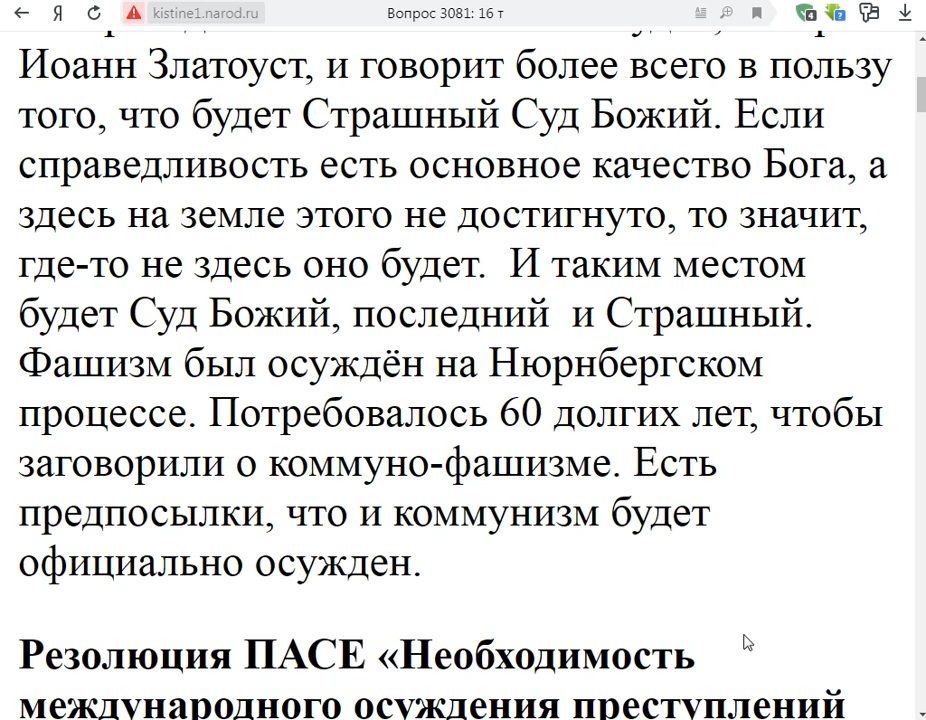 Я kistine1.narod.ru Вопрос 3081: 16 т
Иоанн Златоуст, и говорит более всего в пользу
того, что будет Страшный Суд Божий. Если
справедливость есть основное качество Бога, а
здесь на земле этого не достигнуто, то значит,
где-то не здесь оно будет. И таким местом
будет Суд Божий, последний и Страшный.
Фашизм был осуждён на Нюрнбергском
процессе. Потребовалось 60 долгих лет, чтобы
заговорили о коммуно-фашизме. Есть
предпосылки, что и коммунизм будет
официально осужден.
Резолюция ПАСЕ «Необходимость
международного осуждения преступлений